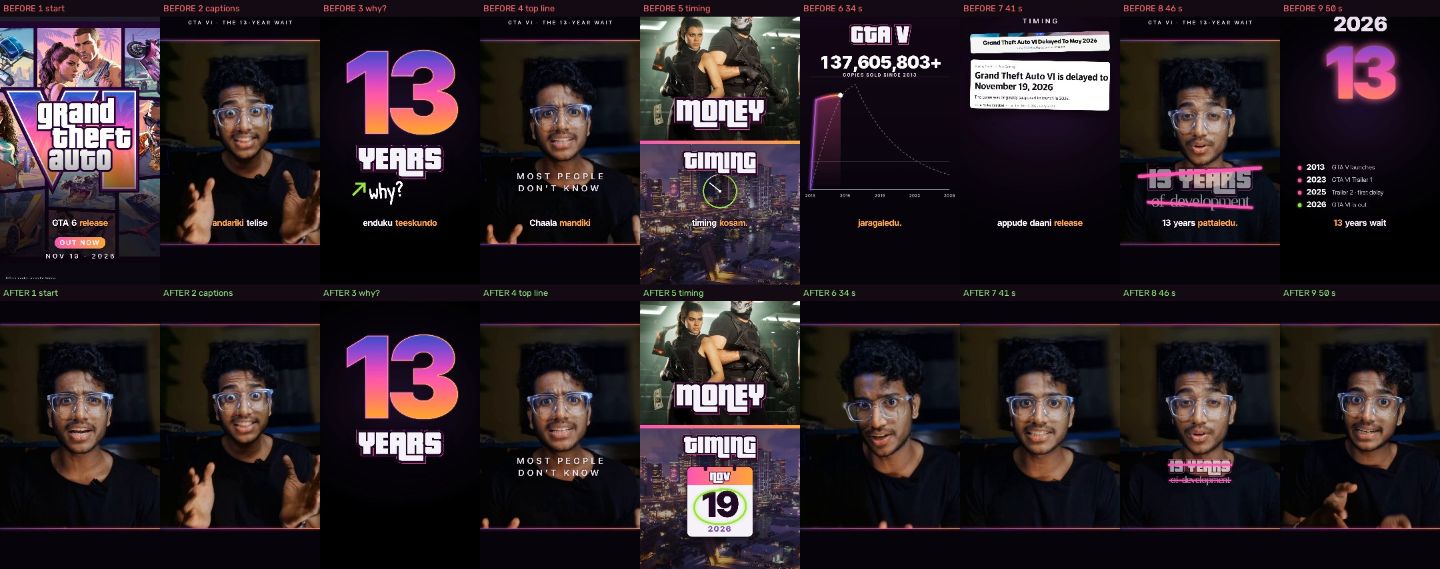 BEFORE 1 start
BEFORE 2 captions
BEFORE 3 why?
BEFORE 4 top line
BEFORE 5 timing
BEFORE 6 34 s
BEFORE 7 41 s
BEFORE 8 46 s
BEFORE 9 50 s
grand
theft
auto
GTA 6 release
OUT NOW
NOV 19 · 2026
GTA VI · THE 13-YEAR WAIT
andariki telise
13
YEARS
why?
enduku teeskundo
GTA VI · THE 13-YEAR WAIT
MOST PEOPLE
DON'T KNOW
Chaala mandiki
MONEY
TIMING
timing kosam.
GTA V
137,605,803+
COPIES SOLD SINCE 2013
jaragaledu.
TIMING
Grand Theft Auto VI Delayed To May 2026
Grand Theft Auto VI is delayed to
November 19, 2026
appude daani release
GTA VI · THE 13-YEAR WAIT
13 YEARS
of development
13 years pattaledu.
2026
13
2013 GTA V launches
2023 GTA VI Trailer 1
2025 Trailer 2 · first delay
2026 GTA VI is out
13 years wait
AFTER 1 start
AFTER 2 captions
AFTER 3 why?
AFTER 4 top line
AFTER 5 timing
AFTER 6 34 s
AFTER 7 41 s
AFTER 8 46 s
AFTER 9 50 s
13
YEARS
MOST PEOPLE
DON'T KNOW
MONEY
TIMING
NOV
19
2026
13 YEARS
of development